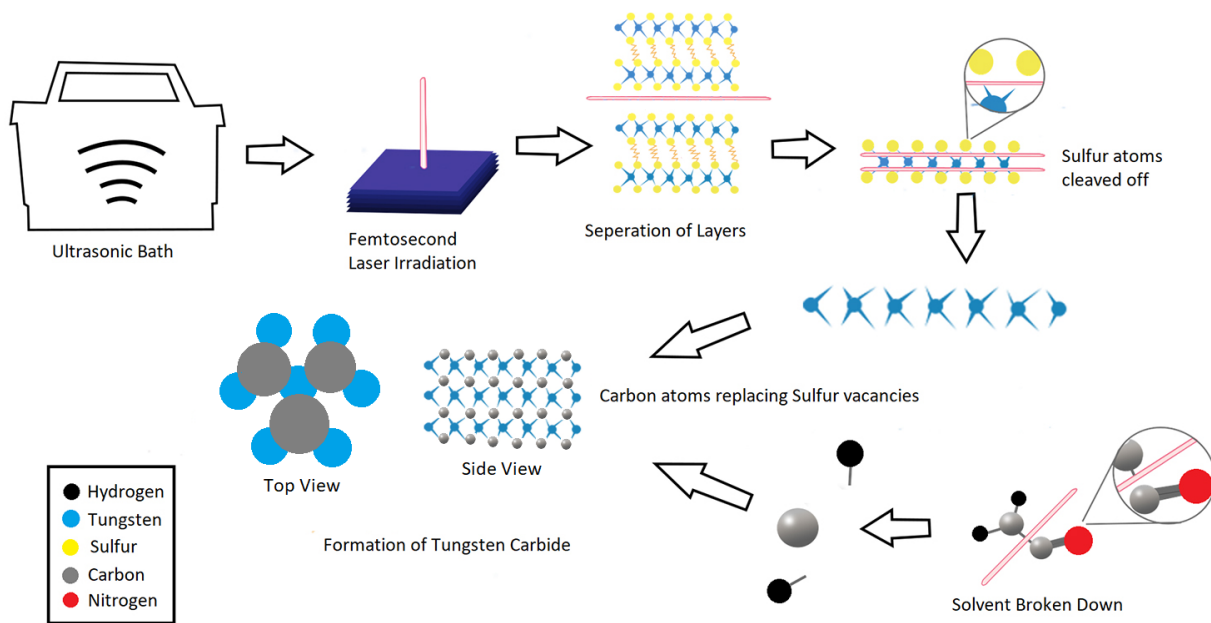 Ultrasonic Bath
Femtosecond
Laser Irradiation
Seperation of Layers
Sulfur atoms
cleaved off
Carbon atoms replacing Sulfur vacancies
Side View
Top View
Formation of Tungsten Carbide
Solvent Broken Down
Hydrogen
Tungsten
Sulfur
Carbon
Nitrogen